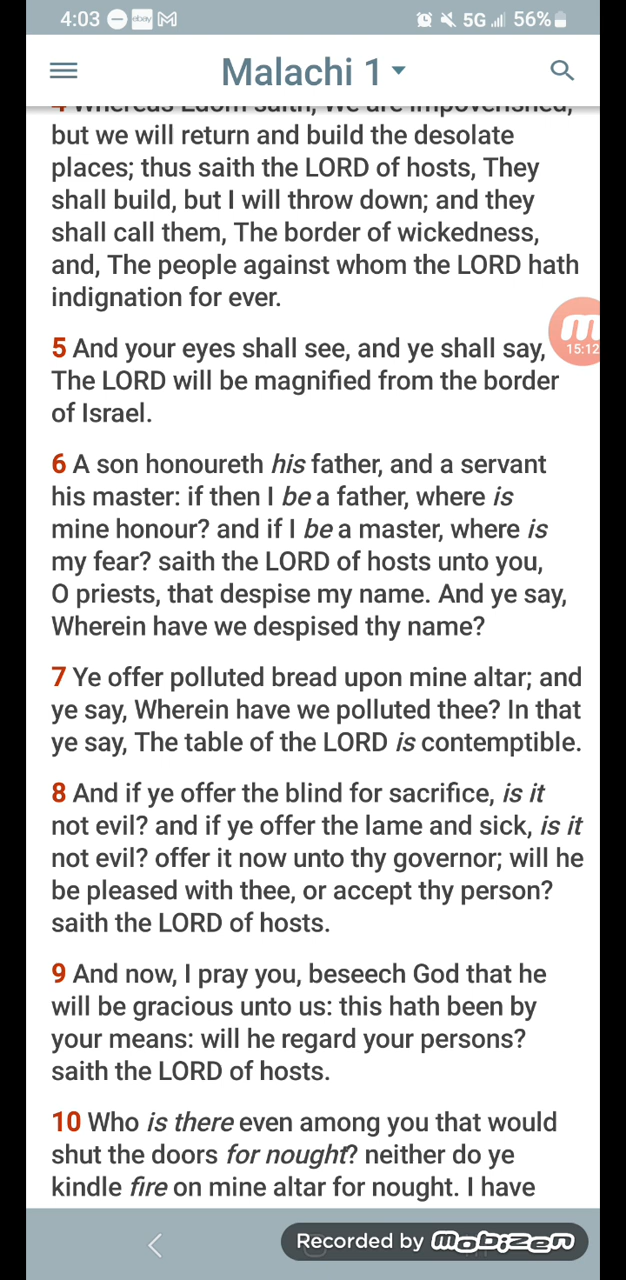 4:03 ebay 5G 56%
Malachi 1
4 Whereas Edom saith, We are impoverished,
but we will return and build the desolate
places; thus saith the LORD of hosts, They
shall build, but I will throw down; and they
shall call them, The border of wickedness,
and, The people against whom the LORD hath
indignation for ever.
5 And your eyes shall see, and ye shall say,
The LORD will be magnified from the border
of Israel.
m
15:12
6 A son honoureth his father, and a servant
his master: if then I be a father, where is
mine honour? and if I be a master, where is
my fear? saith the LORD of hosts unto you,
O priests, that despise my name. And ye say,
Wherein have we despised thy name?
7 Ye offer polluted bread upon mine altar; and
ye say, Wherein have we polluted thee? In that
ye say, The table of the LORD is contemptible.
8 And if ye offer the blind for sacrifice, is it
not evil? and if ye offer the lame and sick, is it
not evil? offer it now unto thy governor; will he
be pleased with thee, or accept thy person?
saith the LORD of hosts.
9 And now, I pray you, beseech God that he
will be gracious unto us: this hath been by
your means: will he regard your persons?
saith the LORD of hosts.
10 Who is there even among you that would
shut the doors for nought? neither do ye
kindle fire on mine altar for nought. I have
Recorded by mobizen